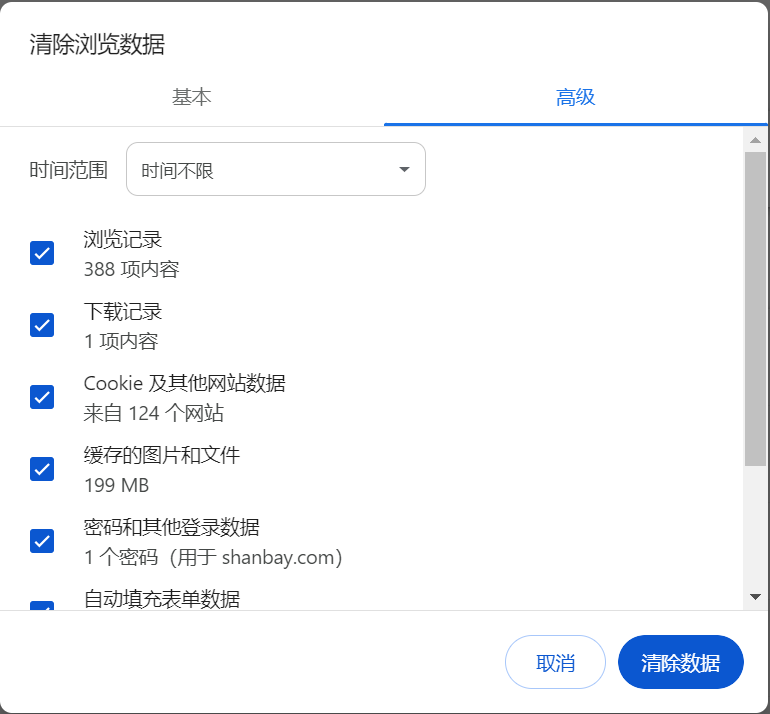 清除浏览数据
基本
高级
时间范围
时间不限
浏览记录
388 项内容
下载记录
1 项内容
Cookie 及其他网站数据
来自 124 个网站
缓存的图片和文件
199 MB
密码和其他登录数据
1 个密码（用于 shanbay.com）
自动填充表单数据
取消
清除数据